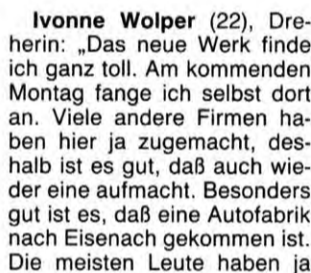 Ivonne Wolper (22), Dre-
herin: „Das neue Werk finde
ich ganz toll. Am kommenden
Montag fange ich selbst dort
an. Viele andere Firmen ha-
ben hier ja zugemacht, des-
halb ist es gut, daß auch wie-
der eine aufmacht. Besonders
gut ist es, daß eine Autofabrik
nach Eisenach gekommen ist.
Die meisten Leute haben ja